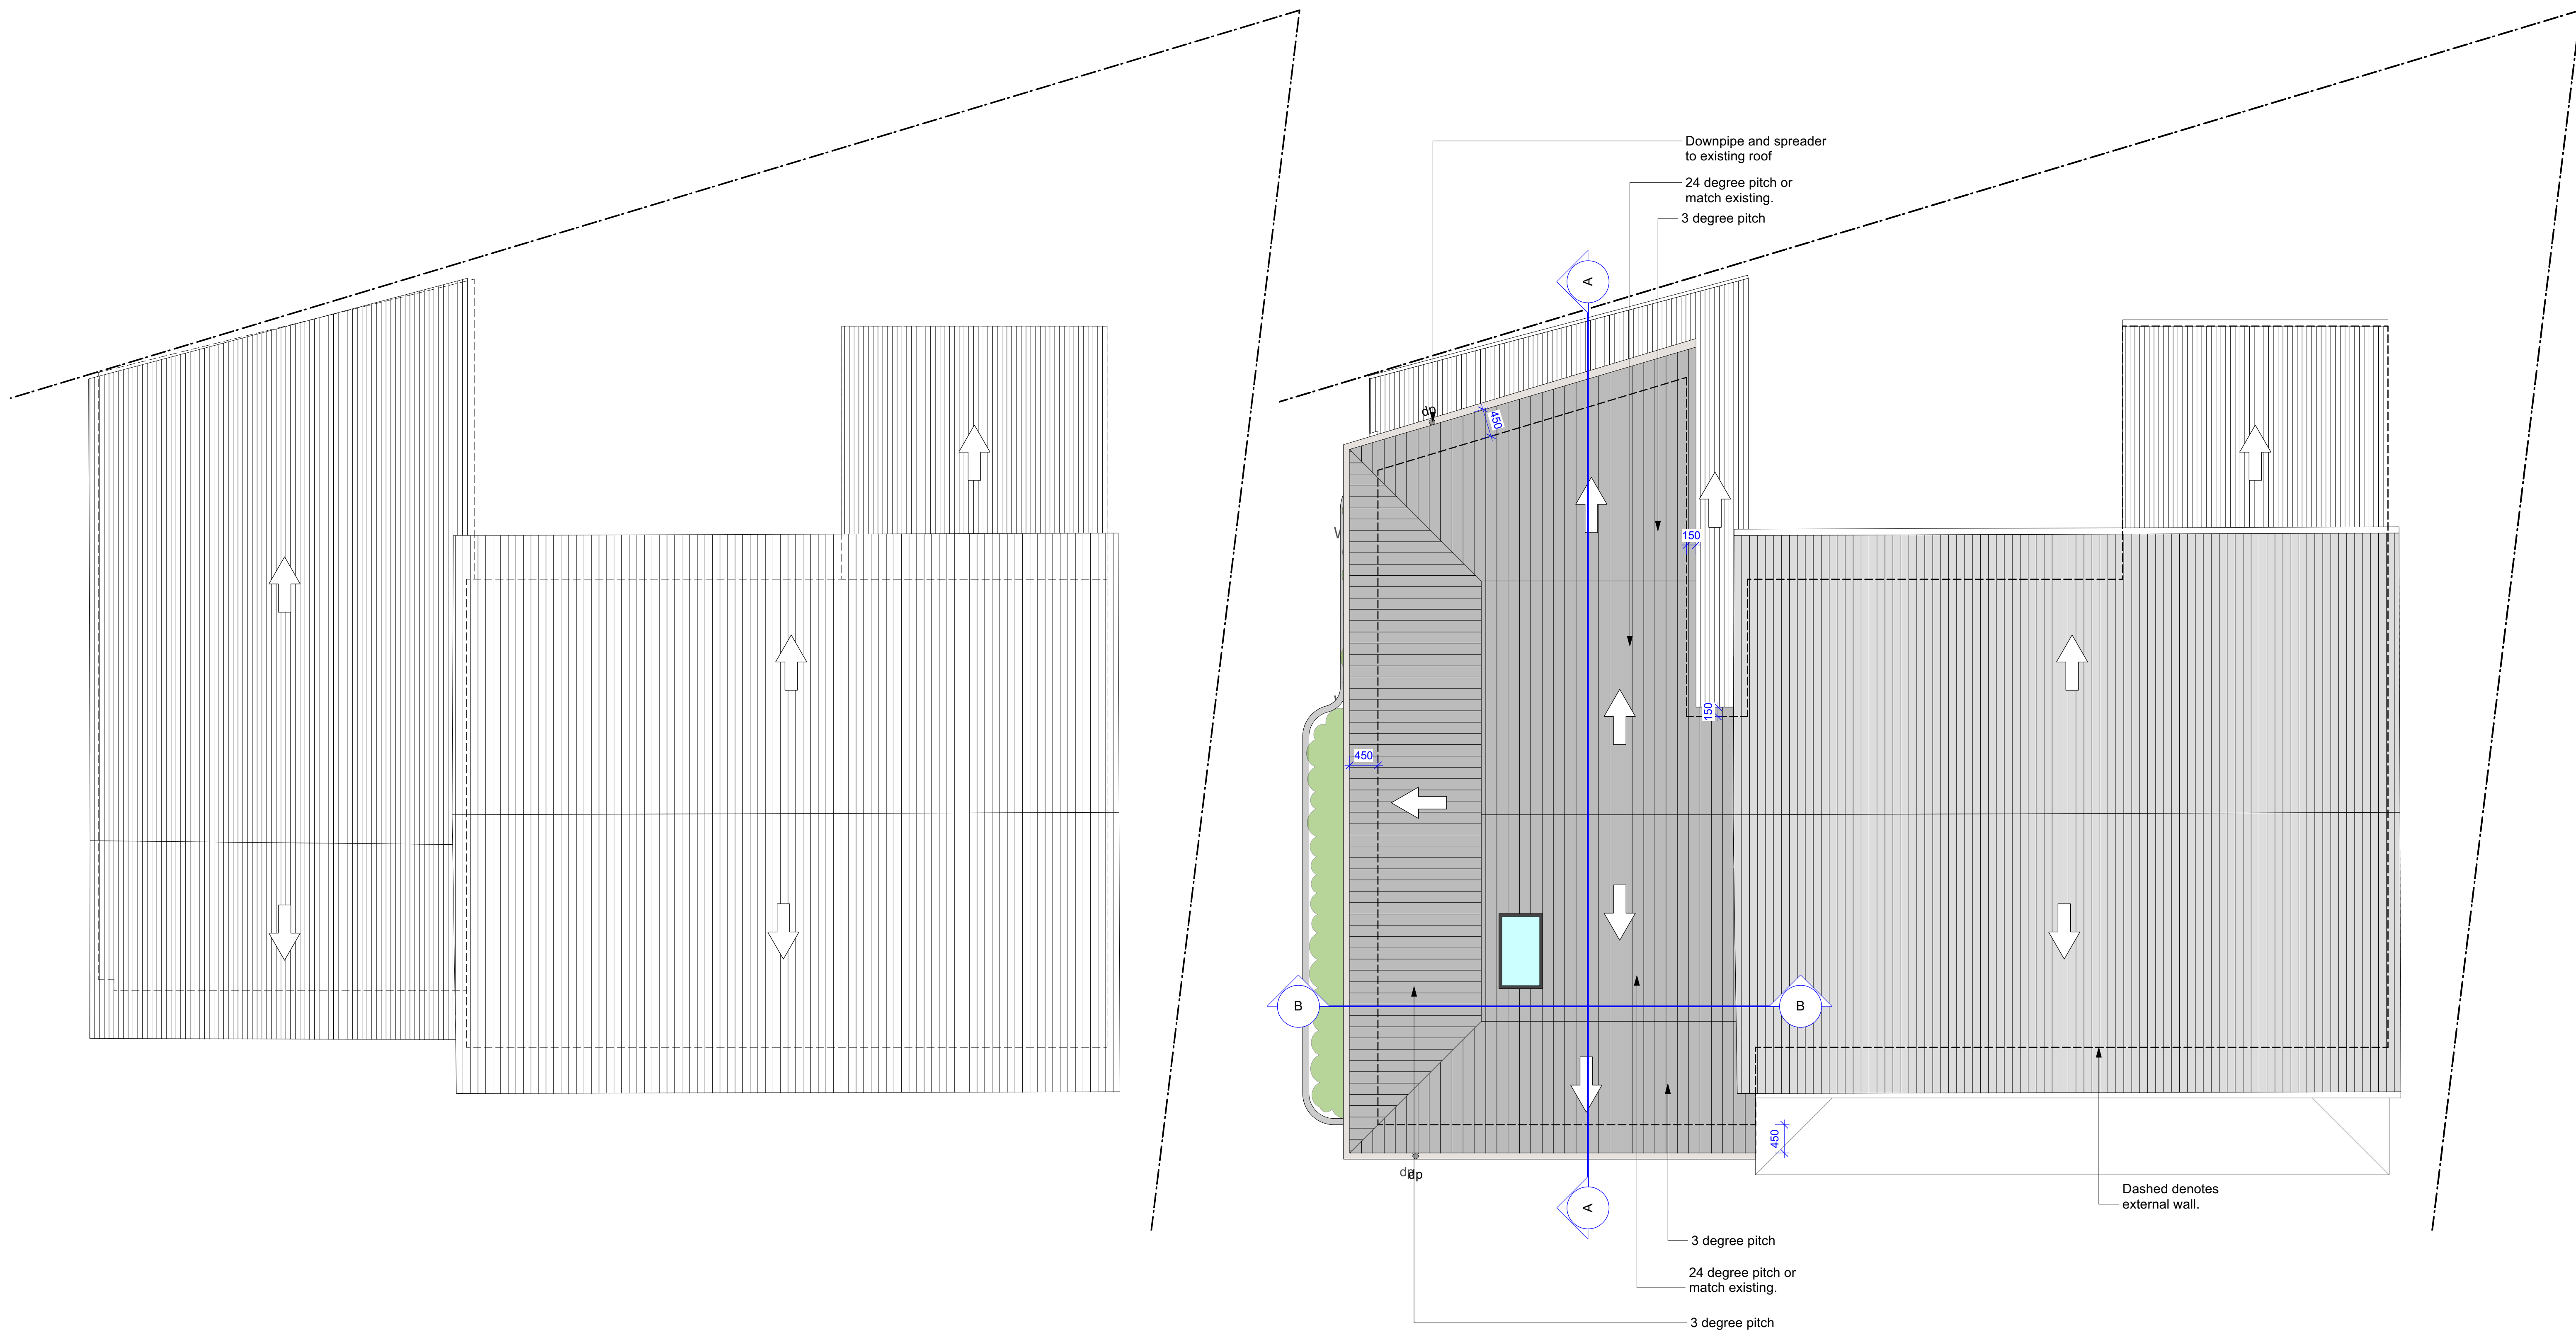 Downpipe and spreader
to existing roof
24 degree pitch or
match existing.
3 degree pitch
A
dp
450
150
150
450
B
B
450
dp
dp
A
Dashed denotes
external wall.
3 degree pitch
24 degree pitch or
match existing.
3 degree pitch